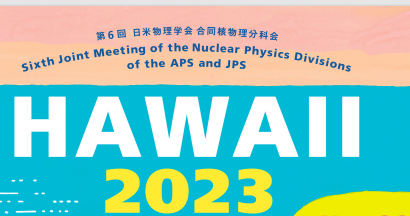 第6回 日米物理学会 合同核物理分科会
Sixth Joint Meeting of the Nuclear Physics Divisions
of the APS and JPS
HAWAII
2023